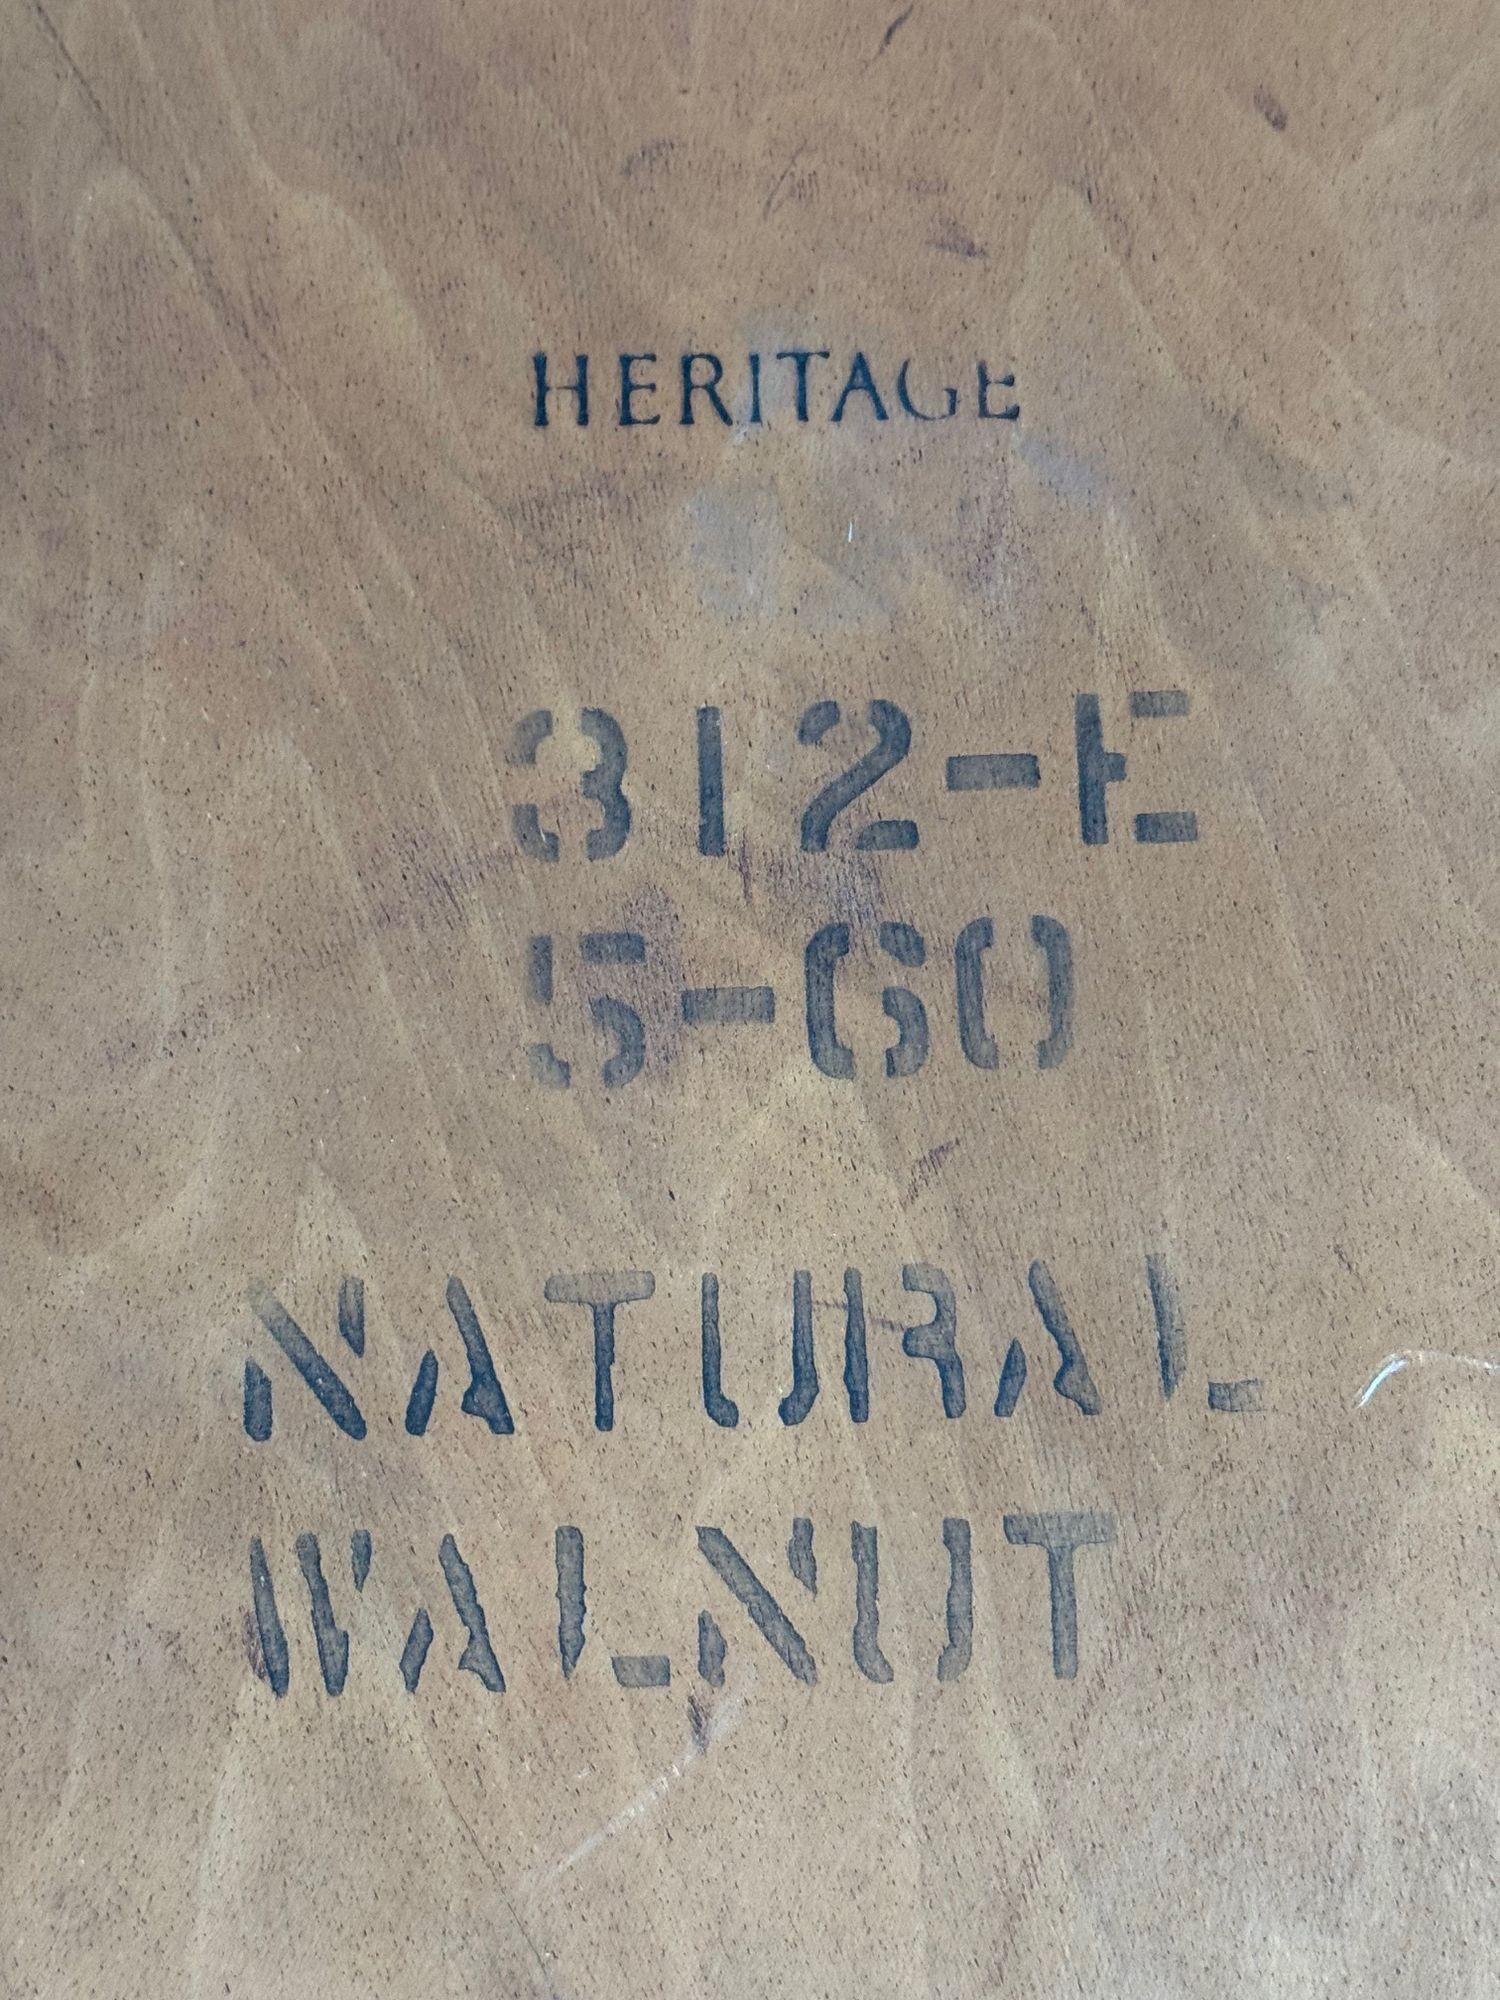 HERITAGE
312-E
5-60
NATURAL
WALNUT